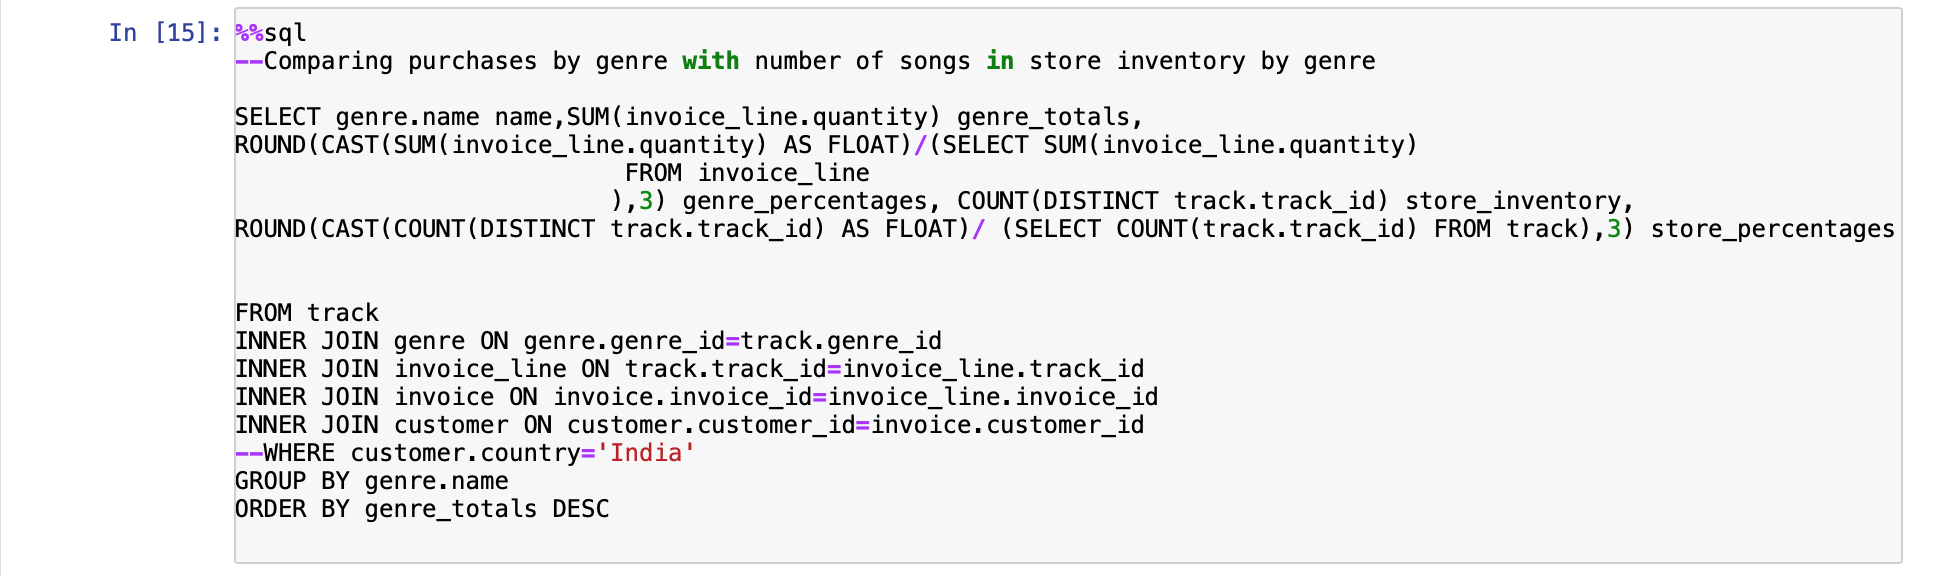 In [15]: %%sql
--Comparing purchases by genre with number of songs in store inventory by genre
SELECT genre.name name,SUM(invoice_line.quantity) genre_totals,
ROUND(CAST(SUM(invoice_line.quantity) AS FLOAT)/(SELECT SUM(invoice_line.quantity)
FROM invoice_line
),3) genre_percentages, COUNT(DISTINCT track.track_id) store_inventory,
ROUND(CAST(COUNT(DISTINCT track.track_id) AS FLOAT)/ (SELECT COUNT(track.track_id) FROM track),3) store_percentages
FROM track
INNER JOIN genre ON genre.genre_id=track.genre_id
INNER JOIN invoice_line ON track.track_id=invoice_line.track_id
INNER JOIN invoice ON invoice.invoice_id=invoice_line.invoice_id
INNER JOIN customer ON customer.customer_id=invoice.customer_id
--WHERE customer.country='India'
GROUP BY genre.name
ORDER BY genre_totals DESC